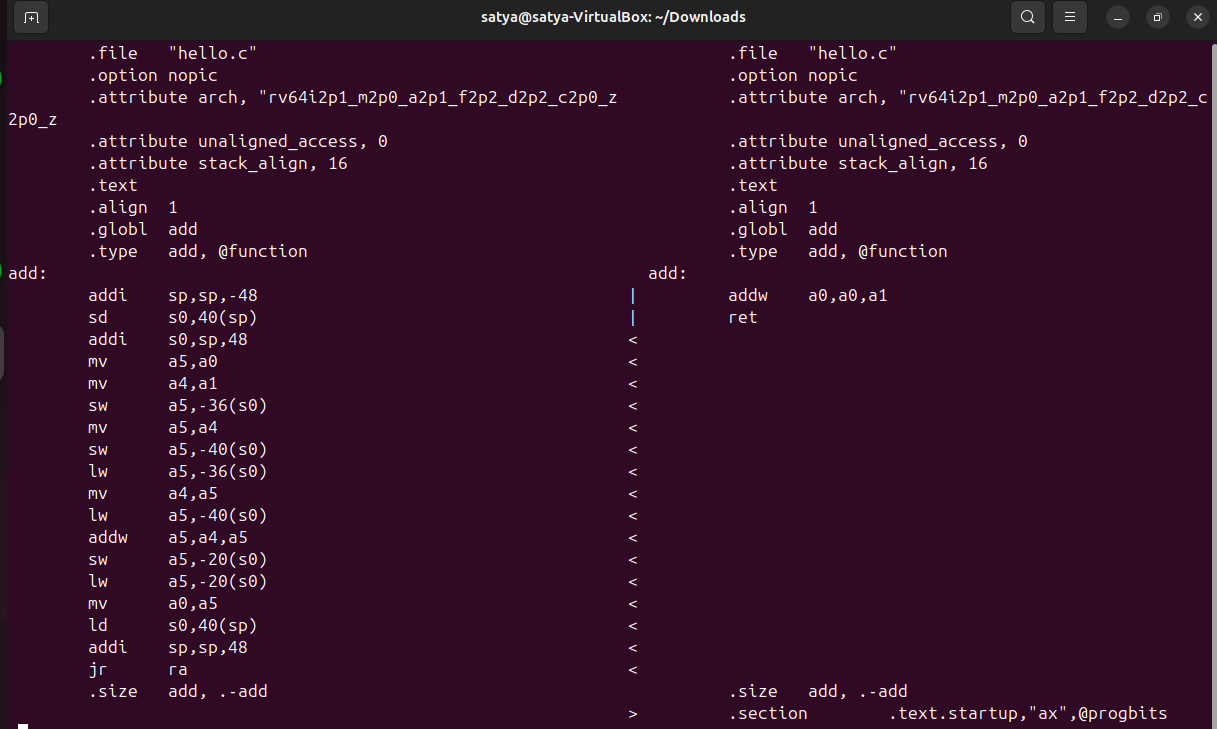 satya@satya-VirtualBox: ~/Downloads
.file "hello.c" .file "hello.c"
.option nopic .option nopic
.attribute arch, "rv64i2p1_m2p0_a2p1_f2p2_d2p2_c2p0_z .attribute arch, "rv64i2p1_m2p0_a2p1_f2p2_d2p2_c
2p0_z
.attribute unaligned_access, 0 .attribute unaligned_access, 0
.attribute stack_align, 16 .attribute stack_align, 16
.text .text
.align 1 .align 1
.globl add .globl add
.type add, @function .type add, @function
add: add:
addi sp,sp,-48 | addw a0,a0,a1
sd s0,40(sp) | ret
addi s0,sp,48 <
mv a5,a0 <
mv a4,a1 <
sw a5,-36(s0) <
mv a5,a4 <
sw a5,-40(s0) <
lw a5,-36(s0) <
mv a4,a5 <
lw a5,-40(s0) <
addw a5,a4,a5 <
sw a5,-20(s0) <
lw a5,-20(s0) <
mv a0,a5 <
ld s0,40(sp) <
addi sp,sp,48 <
jr ra <
.size add, .-add .size add, .-add
> .section .text.startup,"ax",@progbits